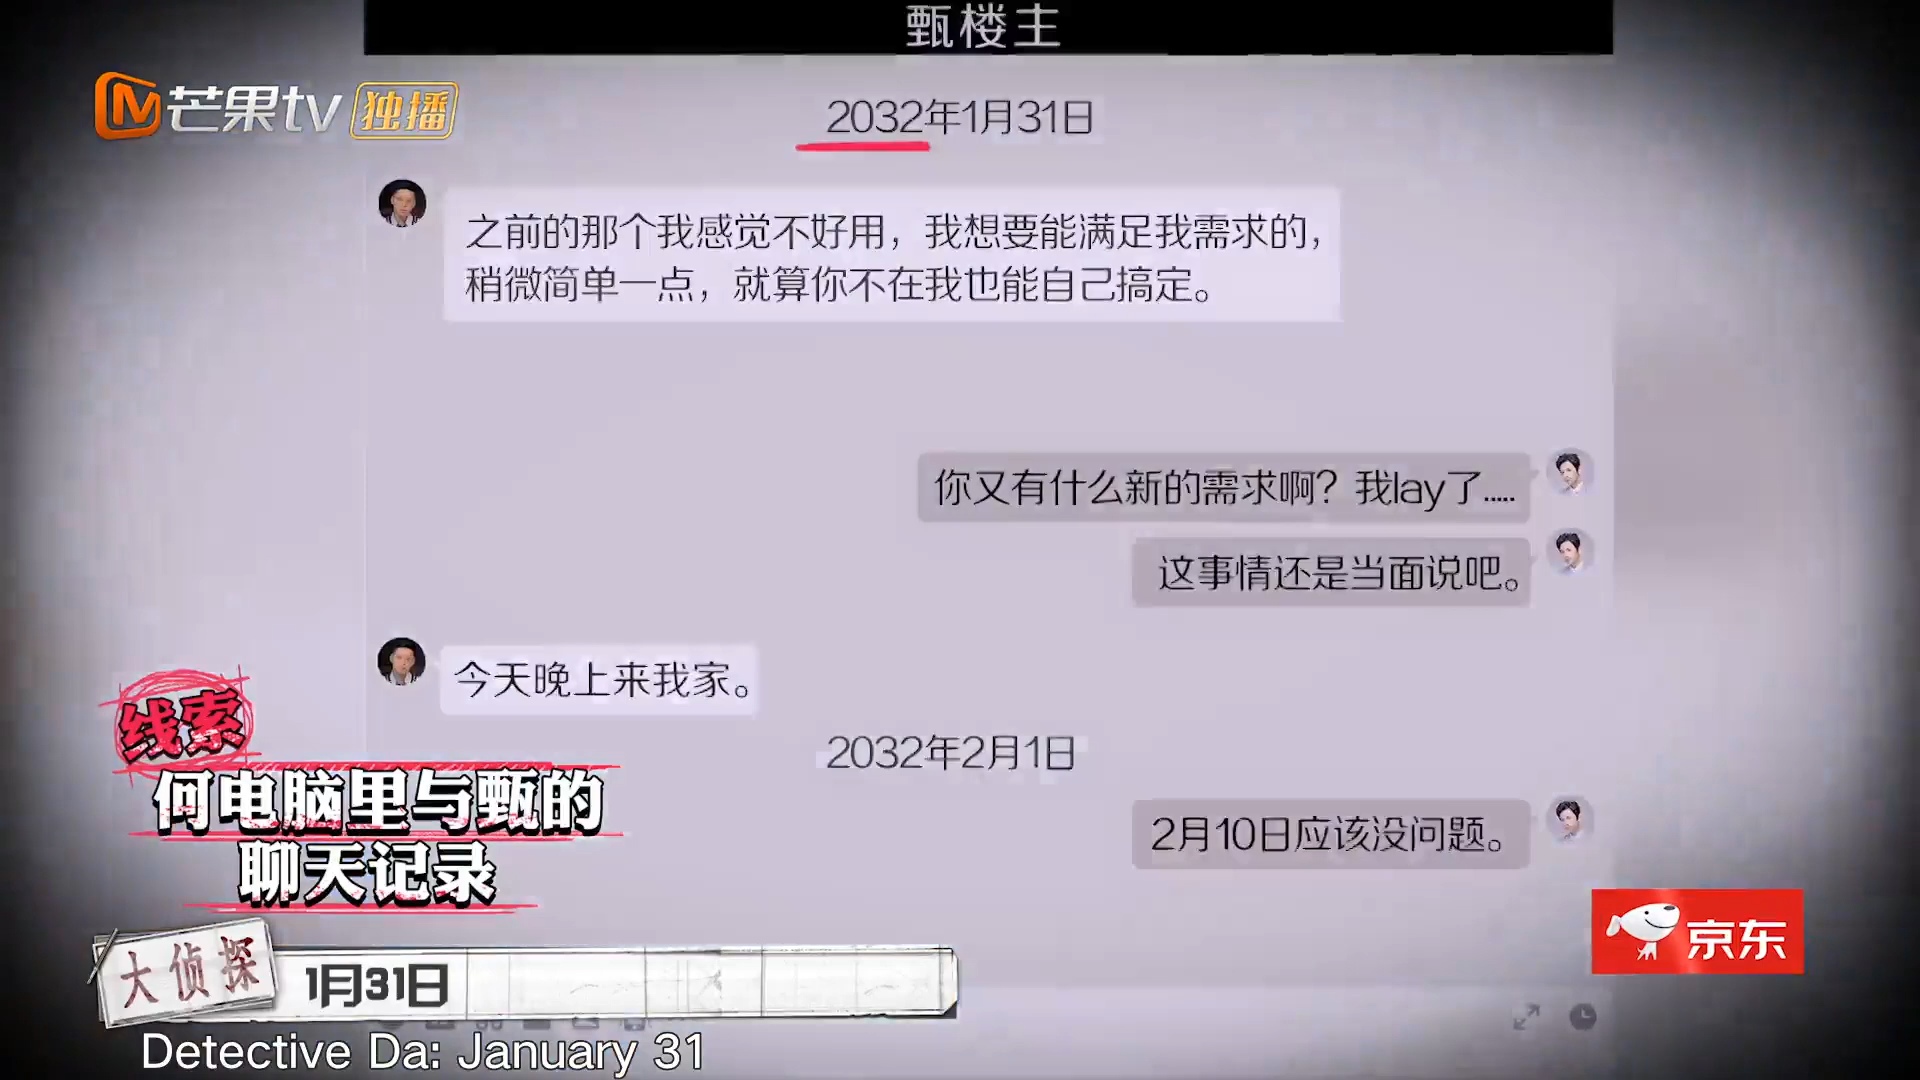 甄楼主
芒果tv 独播
2032年1月31日
之前的那个我感觉不好用，我想要能满足我需求的，
稍微简单一点，就算你不在我也能自己搞定。
你又有什么新的需求啊？我lay了.....
这事情还是当面说吧。
今天晚上来我家。
2032年2月1日
2月10日应该没问题。
线索
何电脑里与甄的
聊天记录
京东
大侦探
1月31日
Detective Da: January 31